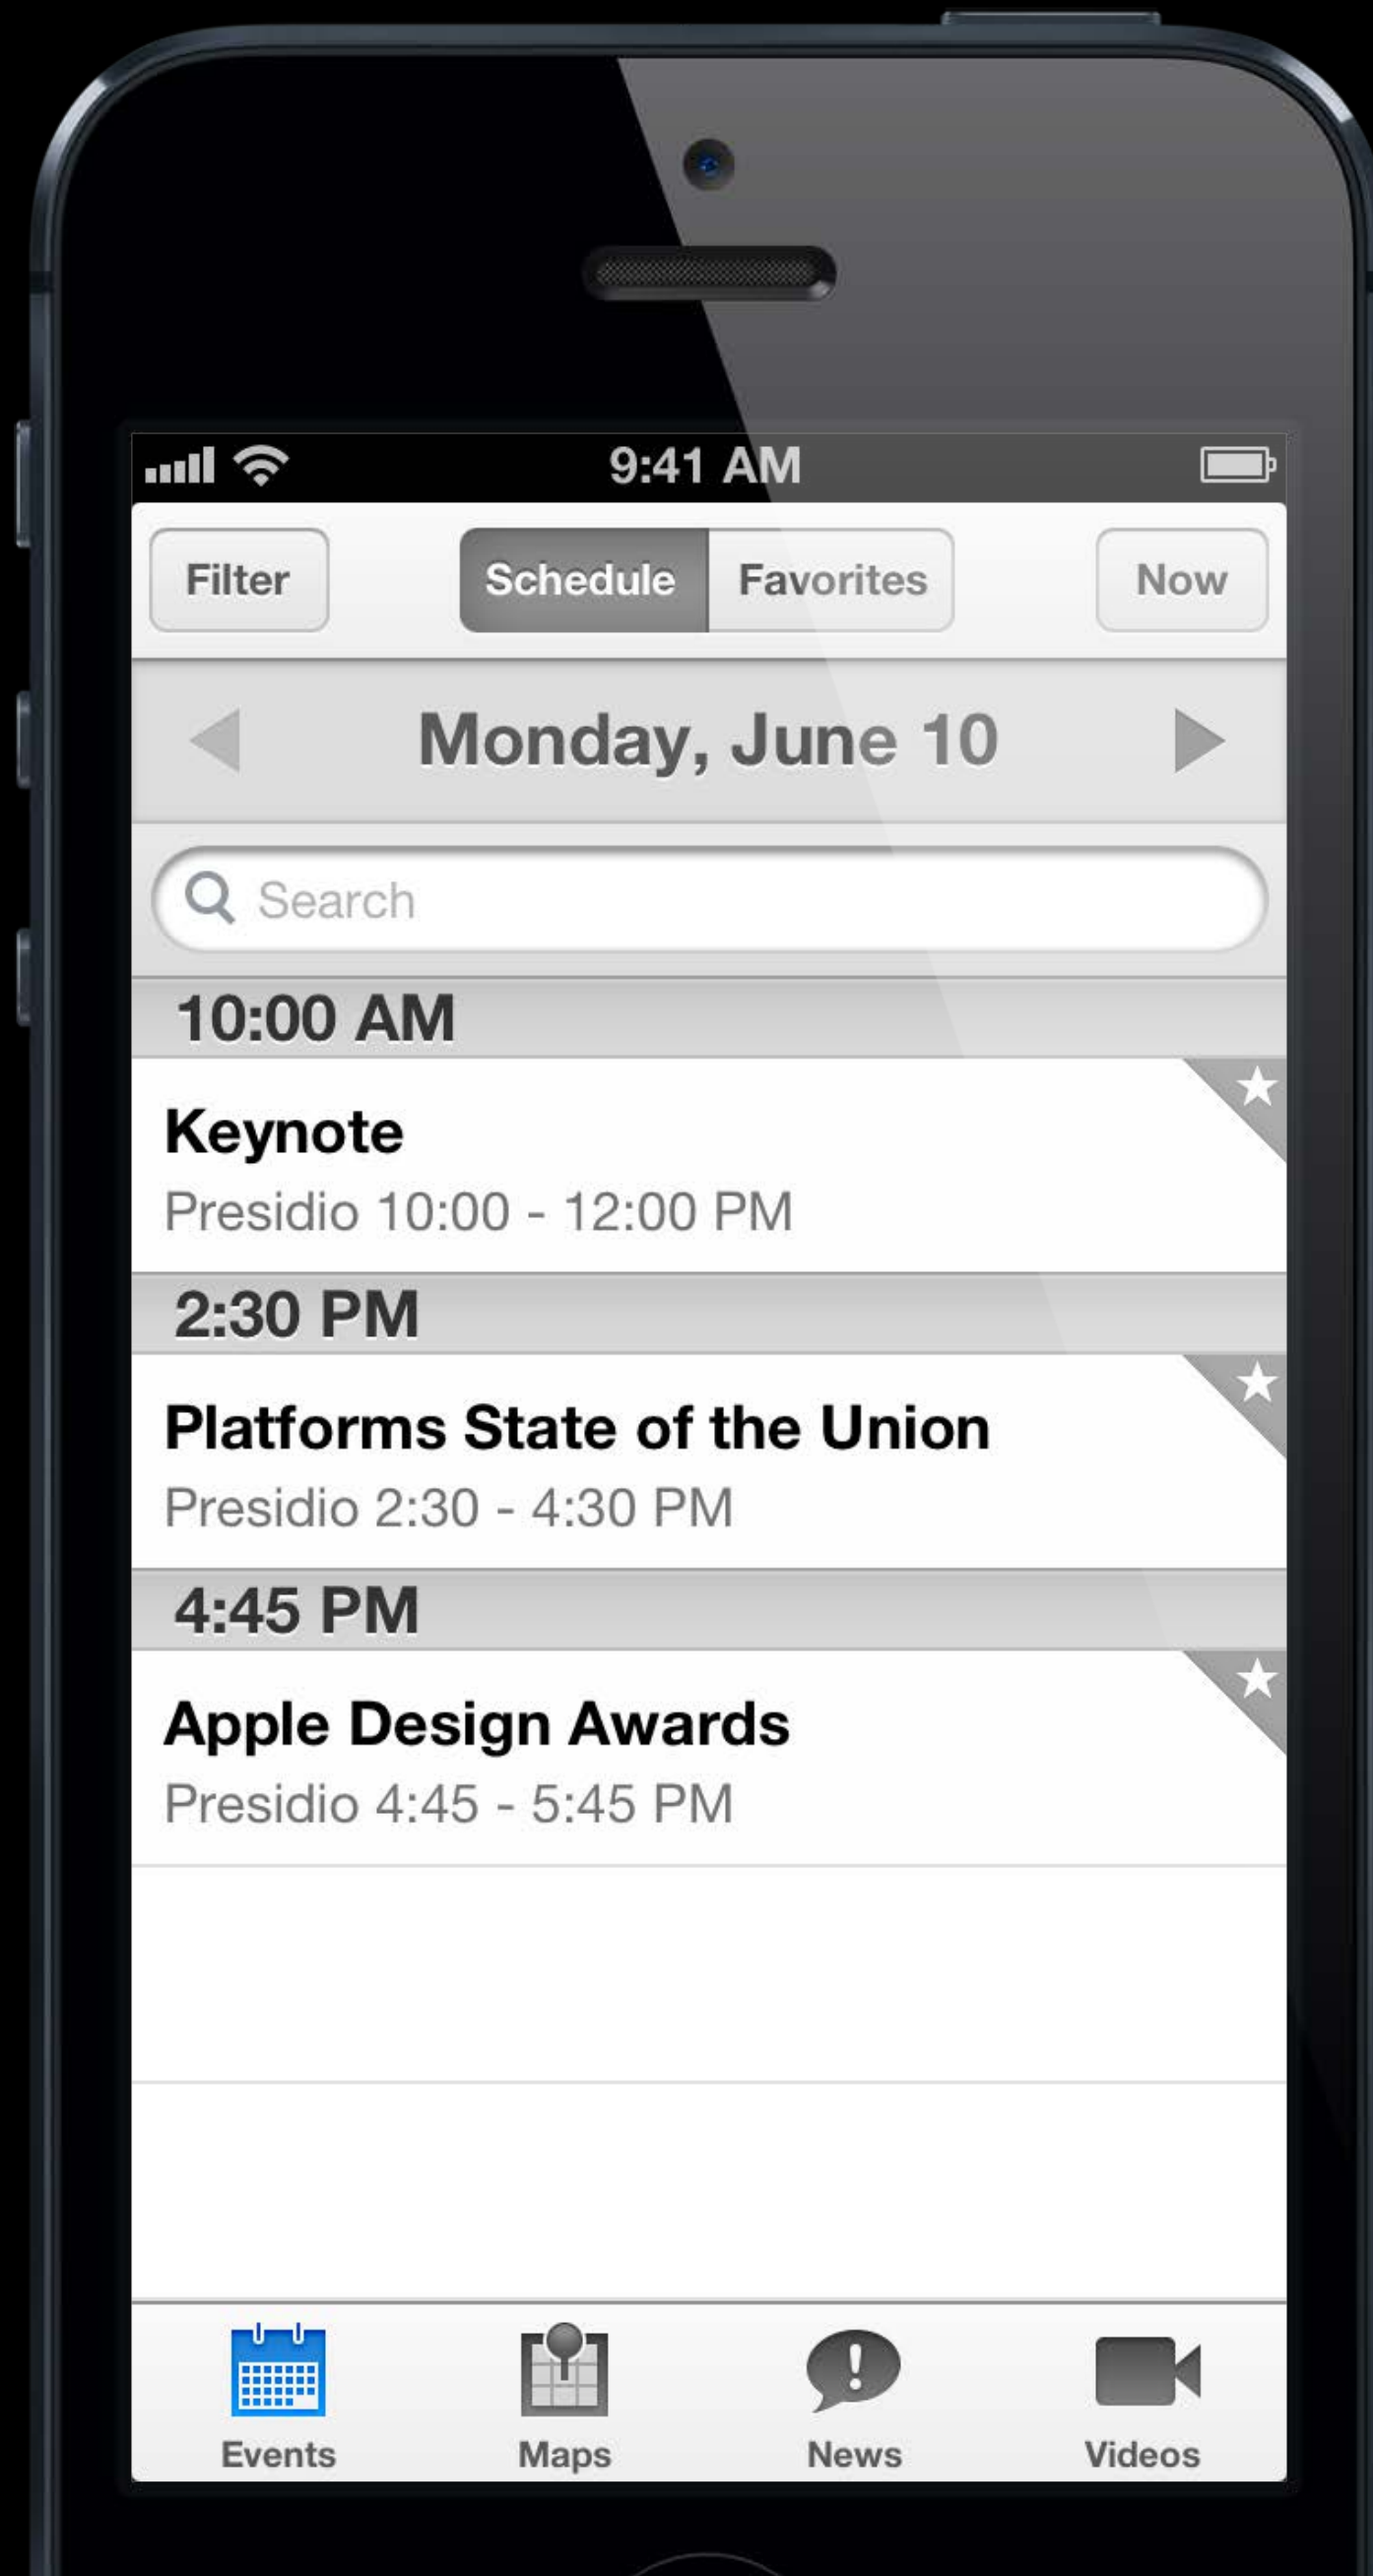 9:41 AM
Filter Schedule Favorites Now
Monday, June 10
Search
10:00 AM
Keynote
Presidio 10:00 - 12:00 PM
2:30 PM
Platforms State of the Union
Presidio 2:30 - 4:30 PM
4:45 PM
Apple Design Awards
Presidio 4:45 - 5:45 PM
Events Maps News Videos